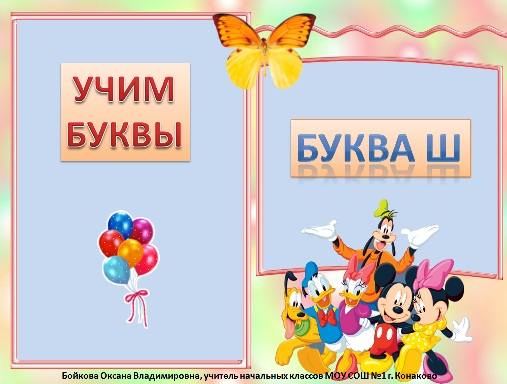 УЧИМ
БУКВЫ
БУКВА Ш
Бойкова Оксана Владимировна, учитель начальных классов МОУ СОШ №1 г. Конаково